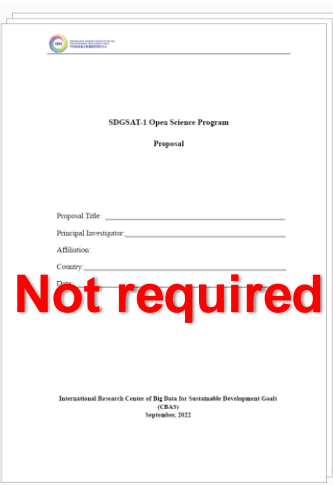 CBAS
SDGSAT-1 Open Science Program
Proposal
Proposal Title:
Principal Investigator:
Affiliation:
Country:
Date:
Not required
International Research Center of Big Data for Sustainable Development Goals
(CBAS)
September, 2022